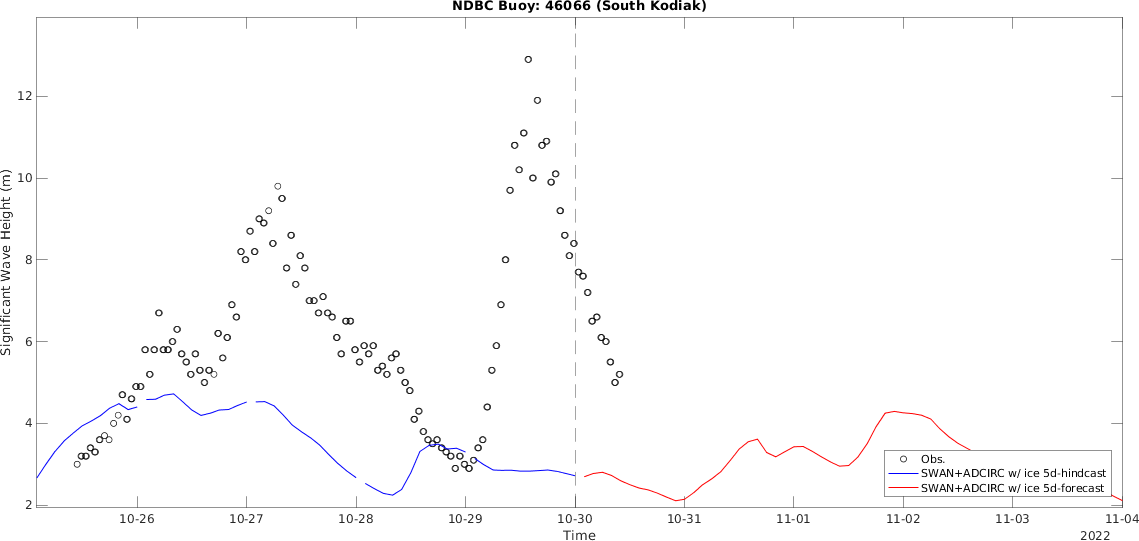 NDBC Buoy: 46066 (South Kodiak)
Significant Wave Height (m)
12
10
8
6
4
2
10-26 10-27 10-28 10-29 10-30 10-31 11-01 11-02 11-03 11-04
Time
2022
Obs.
SWAN+ADCIRC w/ ice 5d-hindcast
SWAN+ADCIRC w/ ice 5d-forecast